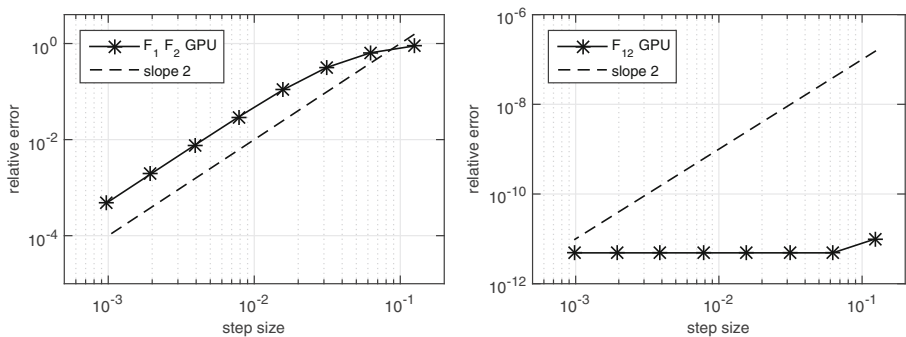 F₁ F₂ GPU
slope 2
10⁰
10⁻²
10⁻⁴
relative error
10⁻³
10⁻²
10⁻¹
step size
F₁₂ GPU
slope 2
10⁻⁶
10⁻⁸
10⁻¹⁰
10⁻¹²
relative error
10⁻³
10⁻²
10⁻¹
step size